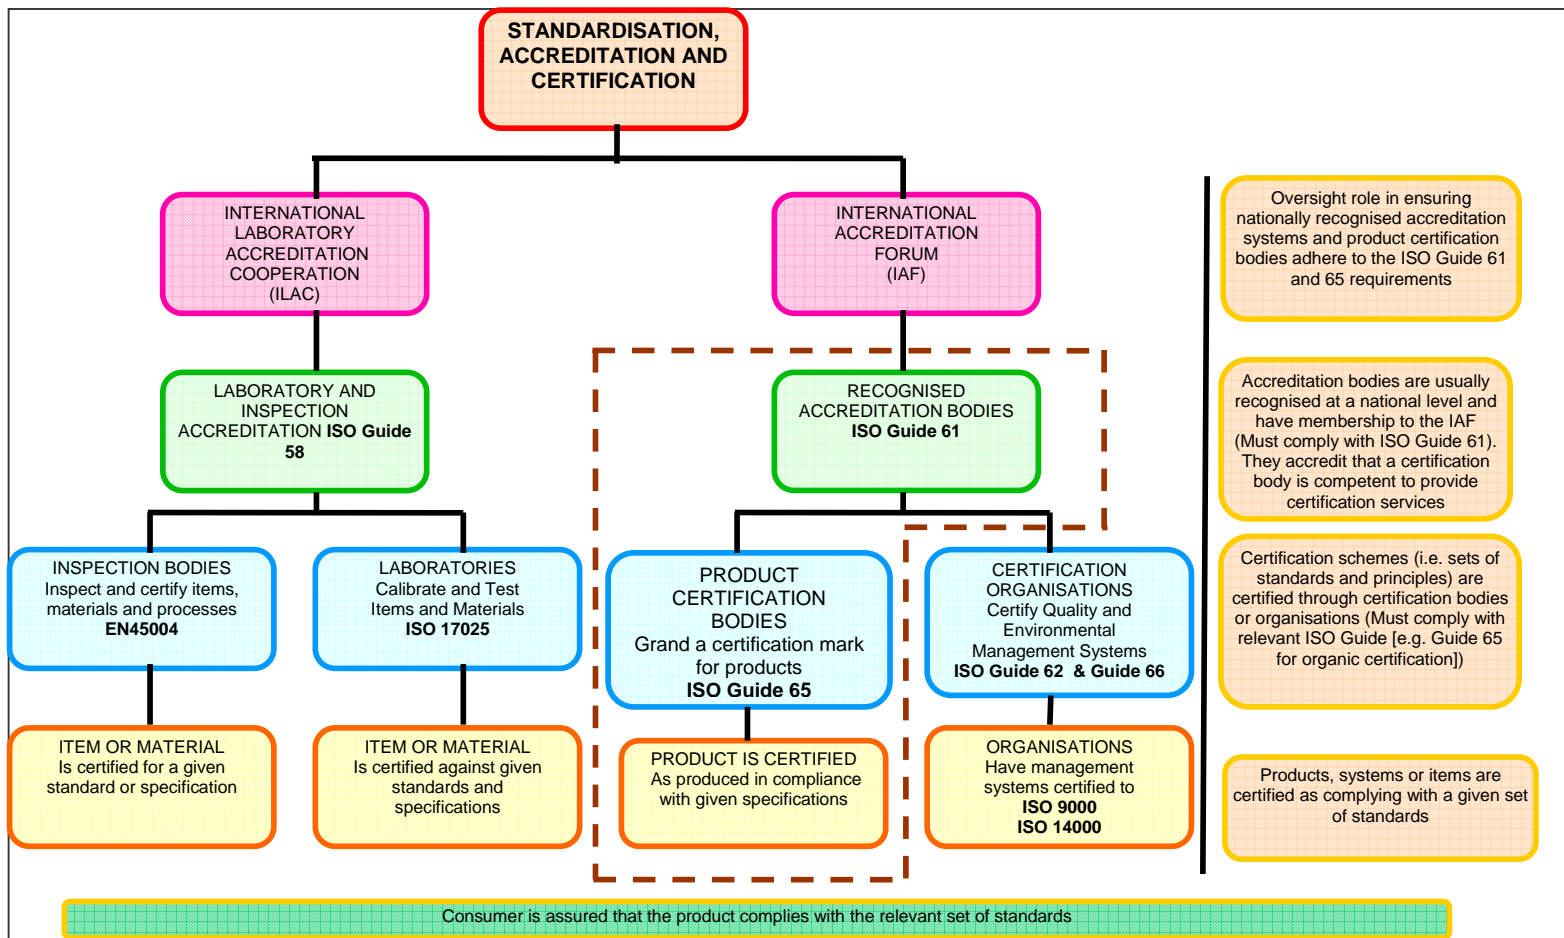 STANDARDISATION,
ACCREDITATION AND
CERTIFICATION
INTERNATIONAL
LABORATORY
ACCREDITATION
COOPERATION
(ILAC)
INTERNATIONAL
ACCREDITATION
FORUM
(IAF)
Oversight role in ensuring
nationally recognised accreditation
systems and product certification
bodies adhere to the ISO Guide 61
and 65 requirements
LABORATORY AND
INSPECTION
ACCREDITATION ISO Guide
58
RECOGNISED
ACCREDITATION BODIES
ISO Guide 61
Accreditation bodies are usually
recognised at a national level and
have membership to the IAF
(Must comply with ISO Guide 61).
They accredit that a certification
body is competent to provide
certification services
INSPECTION BODIES
Inspect and certify items,
materials and processes
EN45004
LABORATORIES
Calibrate and Test
Items and Materials
ISO 17025
PRODUCT
CERTIFICATION
BODIES
Grand a certification mark
for products
ISO Guide 65
CERTIFICATION
ORGANISATIONS
Certify Quality and
Environmental
Management Systems
ISO Guide 62 & Guide 66
Certification schemes (i.e. sets of
standards and principles) are
certified through certification bodies
or organisations (Must comply with
relevant ISO Guide [e.g. Guide 65
for organic certification])
ITEM OR MATERIAL
Is certified for a given
standard or specification
ITEM OR MATERIAL
Is certified against given
standards and
specifications
PRODUCT IS CERTIFIED
As produced in compliance
with given specifications
ORGANISATIONS
Have management
systems certified to
ISO 9000
ISO 14000
Products, systems or items are
certified as complying with a given set
of standards
Consumer is assured that the product complies with the relevant set of standards